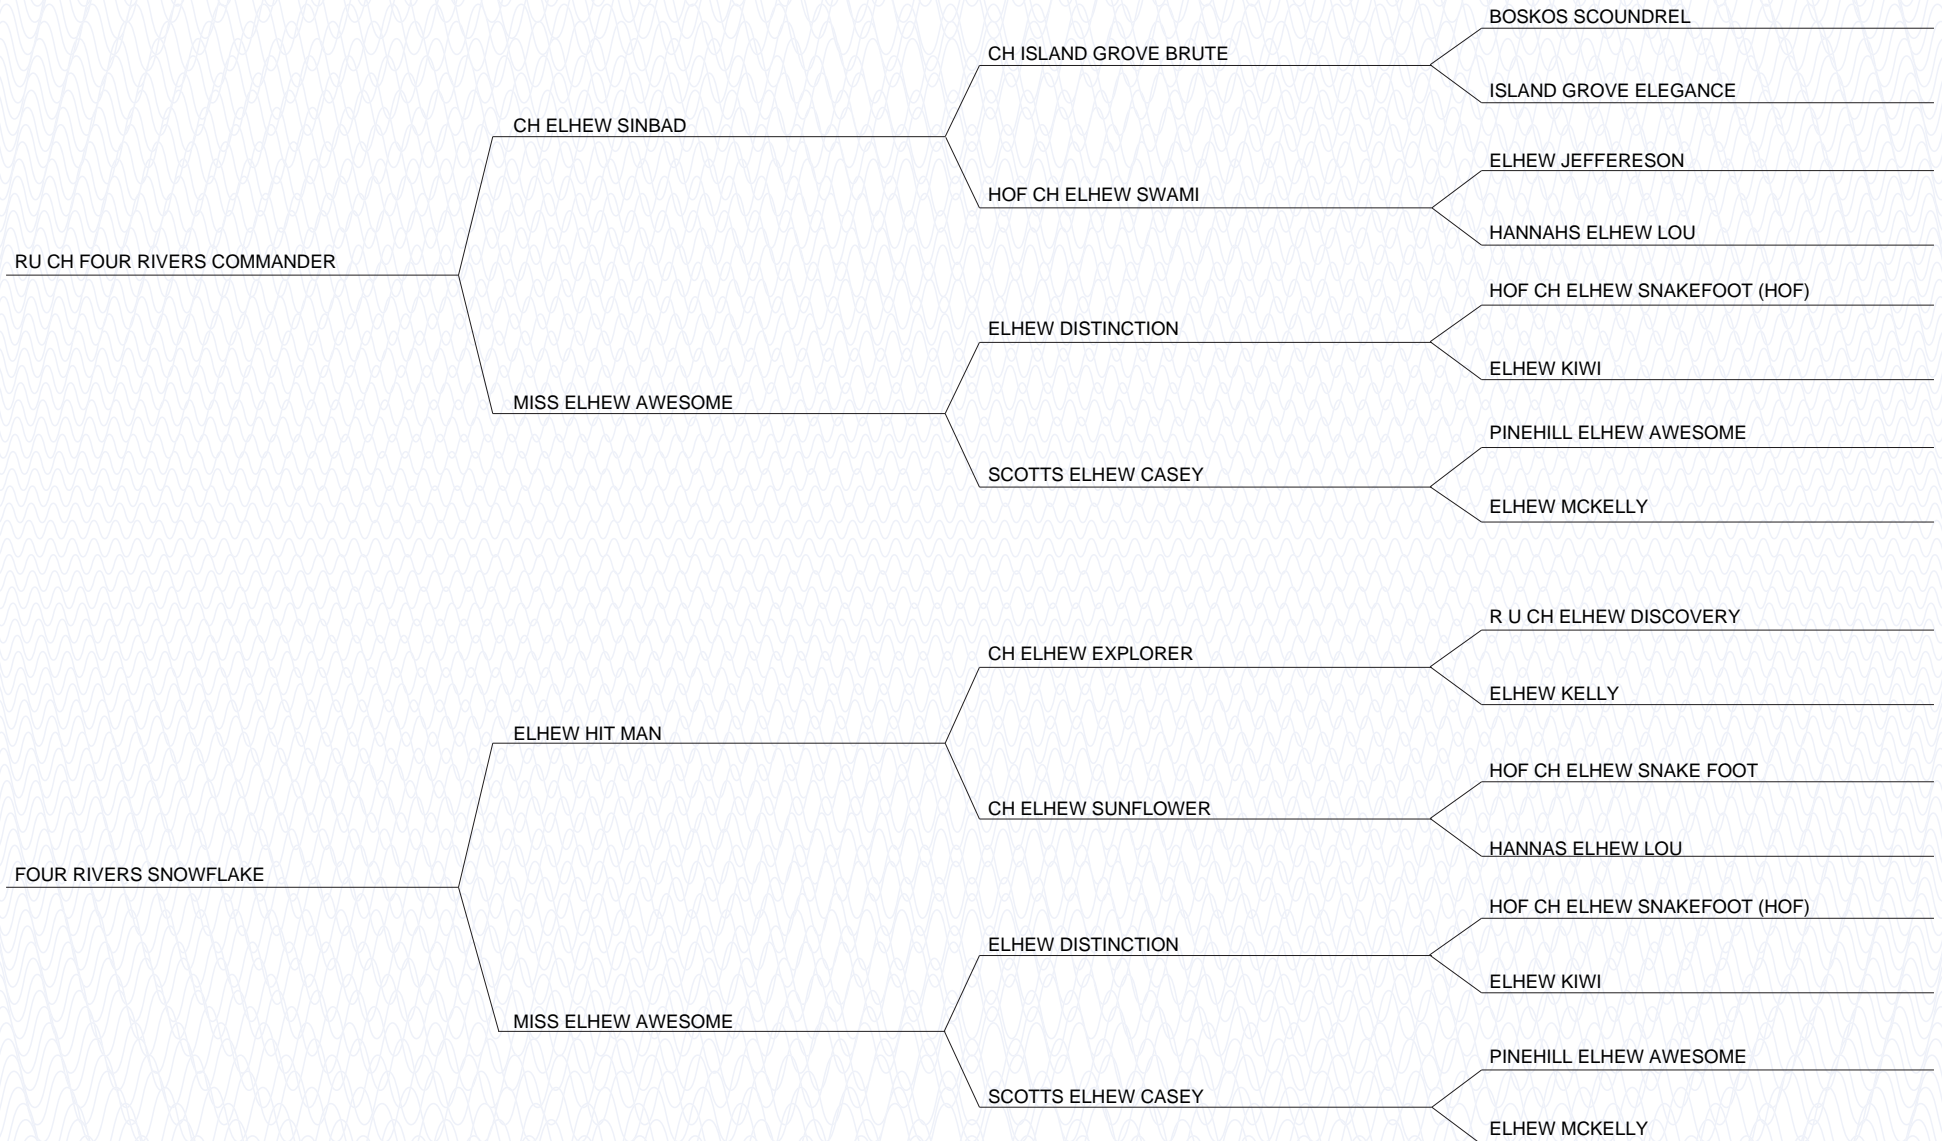 BOSKOS SCOUNDREL
CH ISLAND GROVE BRUTE
ISLAND GROVE ELEGANCE
CH ELHEW SINBAD
ELHEW JEFFERESON
HOF CH ELHEW SWAMI
HANNAHS ELHEW LOU
RU CH FOUR RIVERS COMMANDER
HOF CH ELHEW SNAKEFOOT (HOF)
ELHEW DISTINCTION
ELHEW KIWI
MISS ELHEW AWESOME
PINEHILL ELHEW AWESOME
SCOTTS ELHEW CASEY
ELHEW MCKELLY
R U CH ELHEW DISCOVERY
CH ELHEW EXPLORER
ELHEW KELLY
ELHEW HIT MAN
HOF CH ELHEW SNAKE FOOT
CH ELHEW SUNFLOWER
HANNAS ELHEW LOU
FOUR RIVERS SNOWFLAKE
HOF CH ELHEW SNAKEFOOT (HOF)
ELHEW DISTINCTION
ELHEW KIWI
MISS ELHEW AWESOME
PINEHILL ELHEW AWESOME
SCOTTS ELHEW CASEY
ELHEW MCKELLY